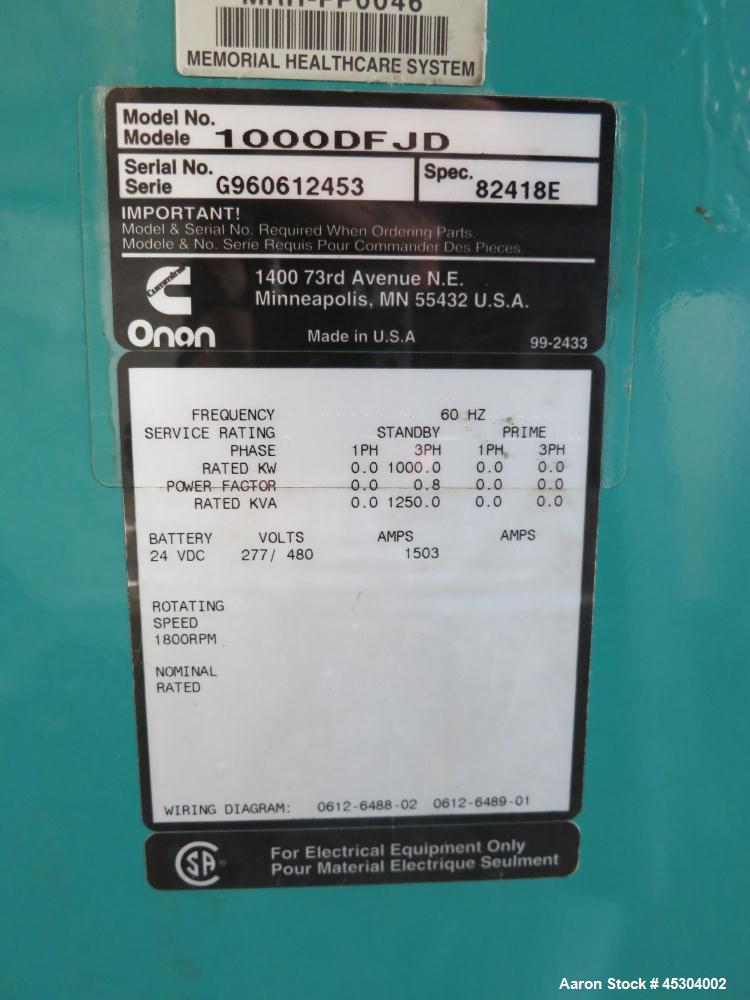 MRH-PP0046
MEMORIAL HEALTHCARE SYSTEM
Model No.
Modele 1000DFJD
Serial No.
Serie G960612453
Spec. 82418E
IMPORTANT!
Model & Serial No. Required When Ordering Parts.
Modele & No. Serie Requis Pour Commander Des Pieces.
Cummins
Onan
1400 73rd Avenue N.E.
Minneapolis, MN 55432 U.S.A.
Made in U.S.A
99-2433
FREQUENCY 60 HZ
SERVICE RATING STANDBY PRIME
PHASE 1PH 3PH 1PH 3PH
RATED KW 0.0 1000.0 0.0 0.0
POWER FACTOR 0.0 0.8 0.0 0.0
RATED KVA 0.0 1250.0 0.0 0.0
BATTERY VOLTS AMPS AMPS
24 VDC 277/ 480 1503
ROTATING
SPEED
1800RPM
NOMINAL
RATED
WIRING DIAGRAM: 0612-6488-02 0612-6489-01
SA
For Electrical Equipment Only
Pour Material Electrique Seulment
Aaron Stock # 45304002